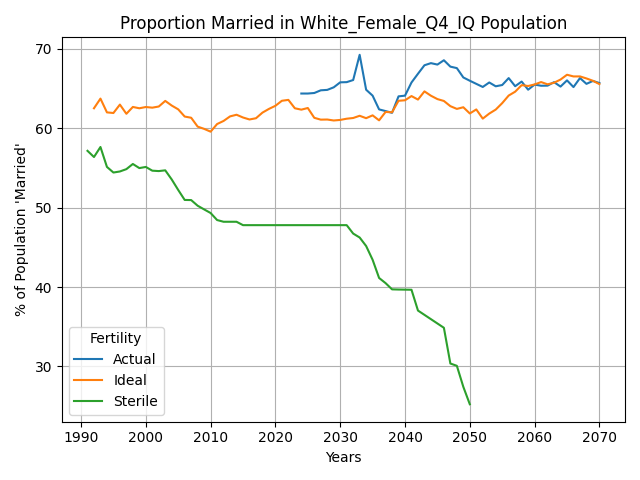 Proportion Married in White_Female_Q4_IQ Population
% of Population 'Married'
70
60
50
40
30
Fertility
Actual
Ideal
Sterile
1990 2000 2010 2020 2030 2040 2050 2060 2070
Years